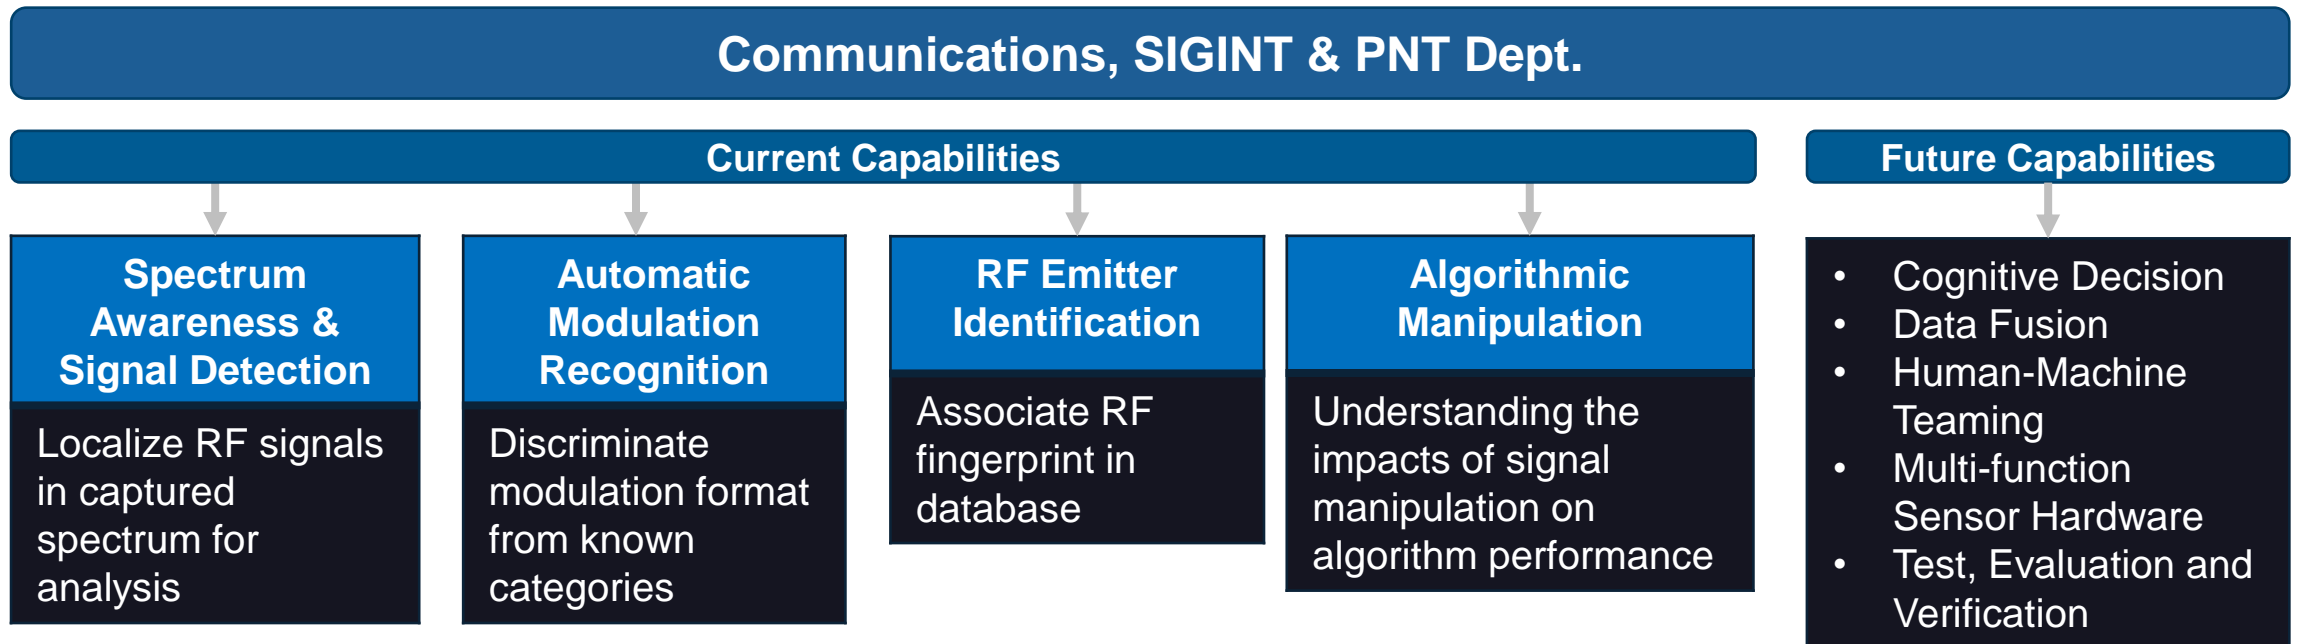 Communications, SIGINT & PNT Dept.
Current Capabilities
Spectrum
Awareness &
Signal Detection
Localize RF signals
in captured
spectrum for
analysis
Automatic
Modulation
Recognition
Discriminate
modulation format
from known
categories
RF Emitter
Identification
Associate RF
fingerprint in
database
Algorithmic
Manipulation
Understanding the
impacts of signal
manipulation on
algorithm performance
Future Capabilities
• Cognitive Decision
• Data Fusion
• Human-Machine
Teaming
• Multi-function
Sensor Hardware
• Test, Evaluation and
Verification